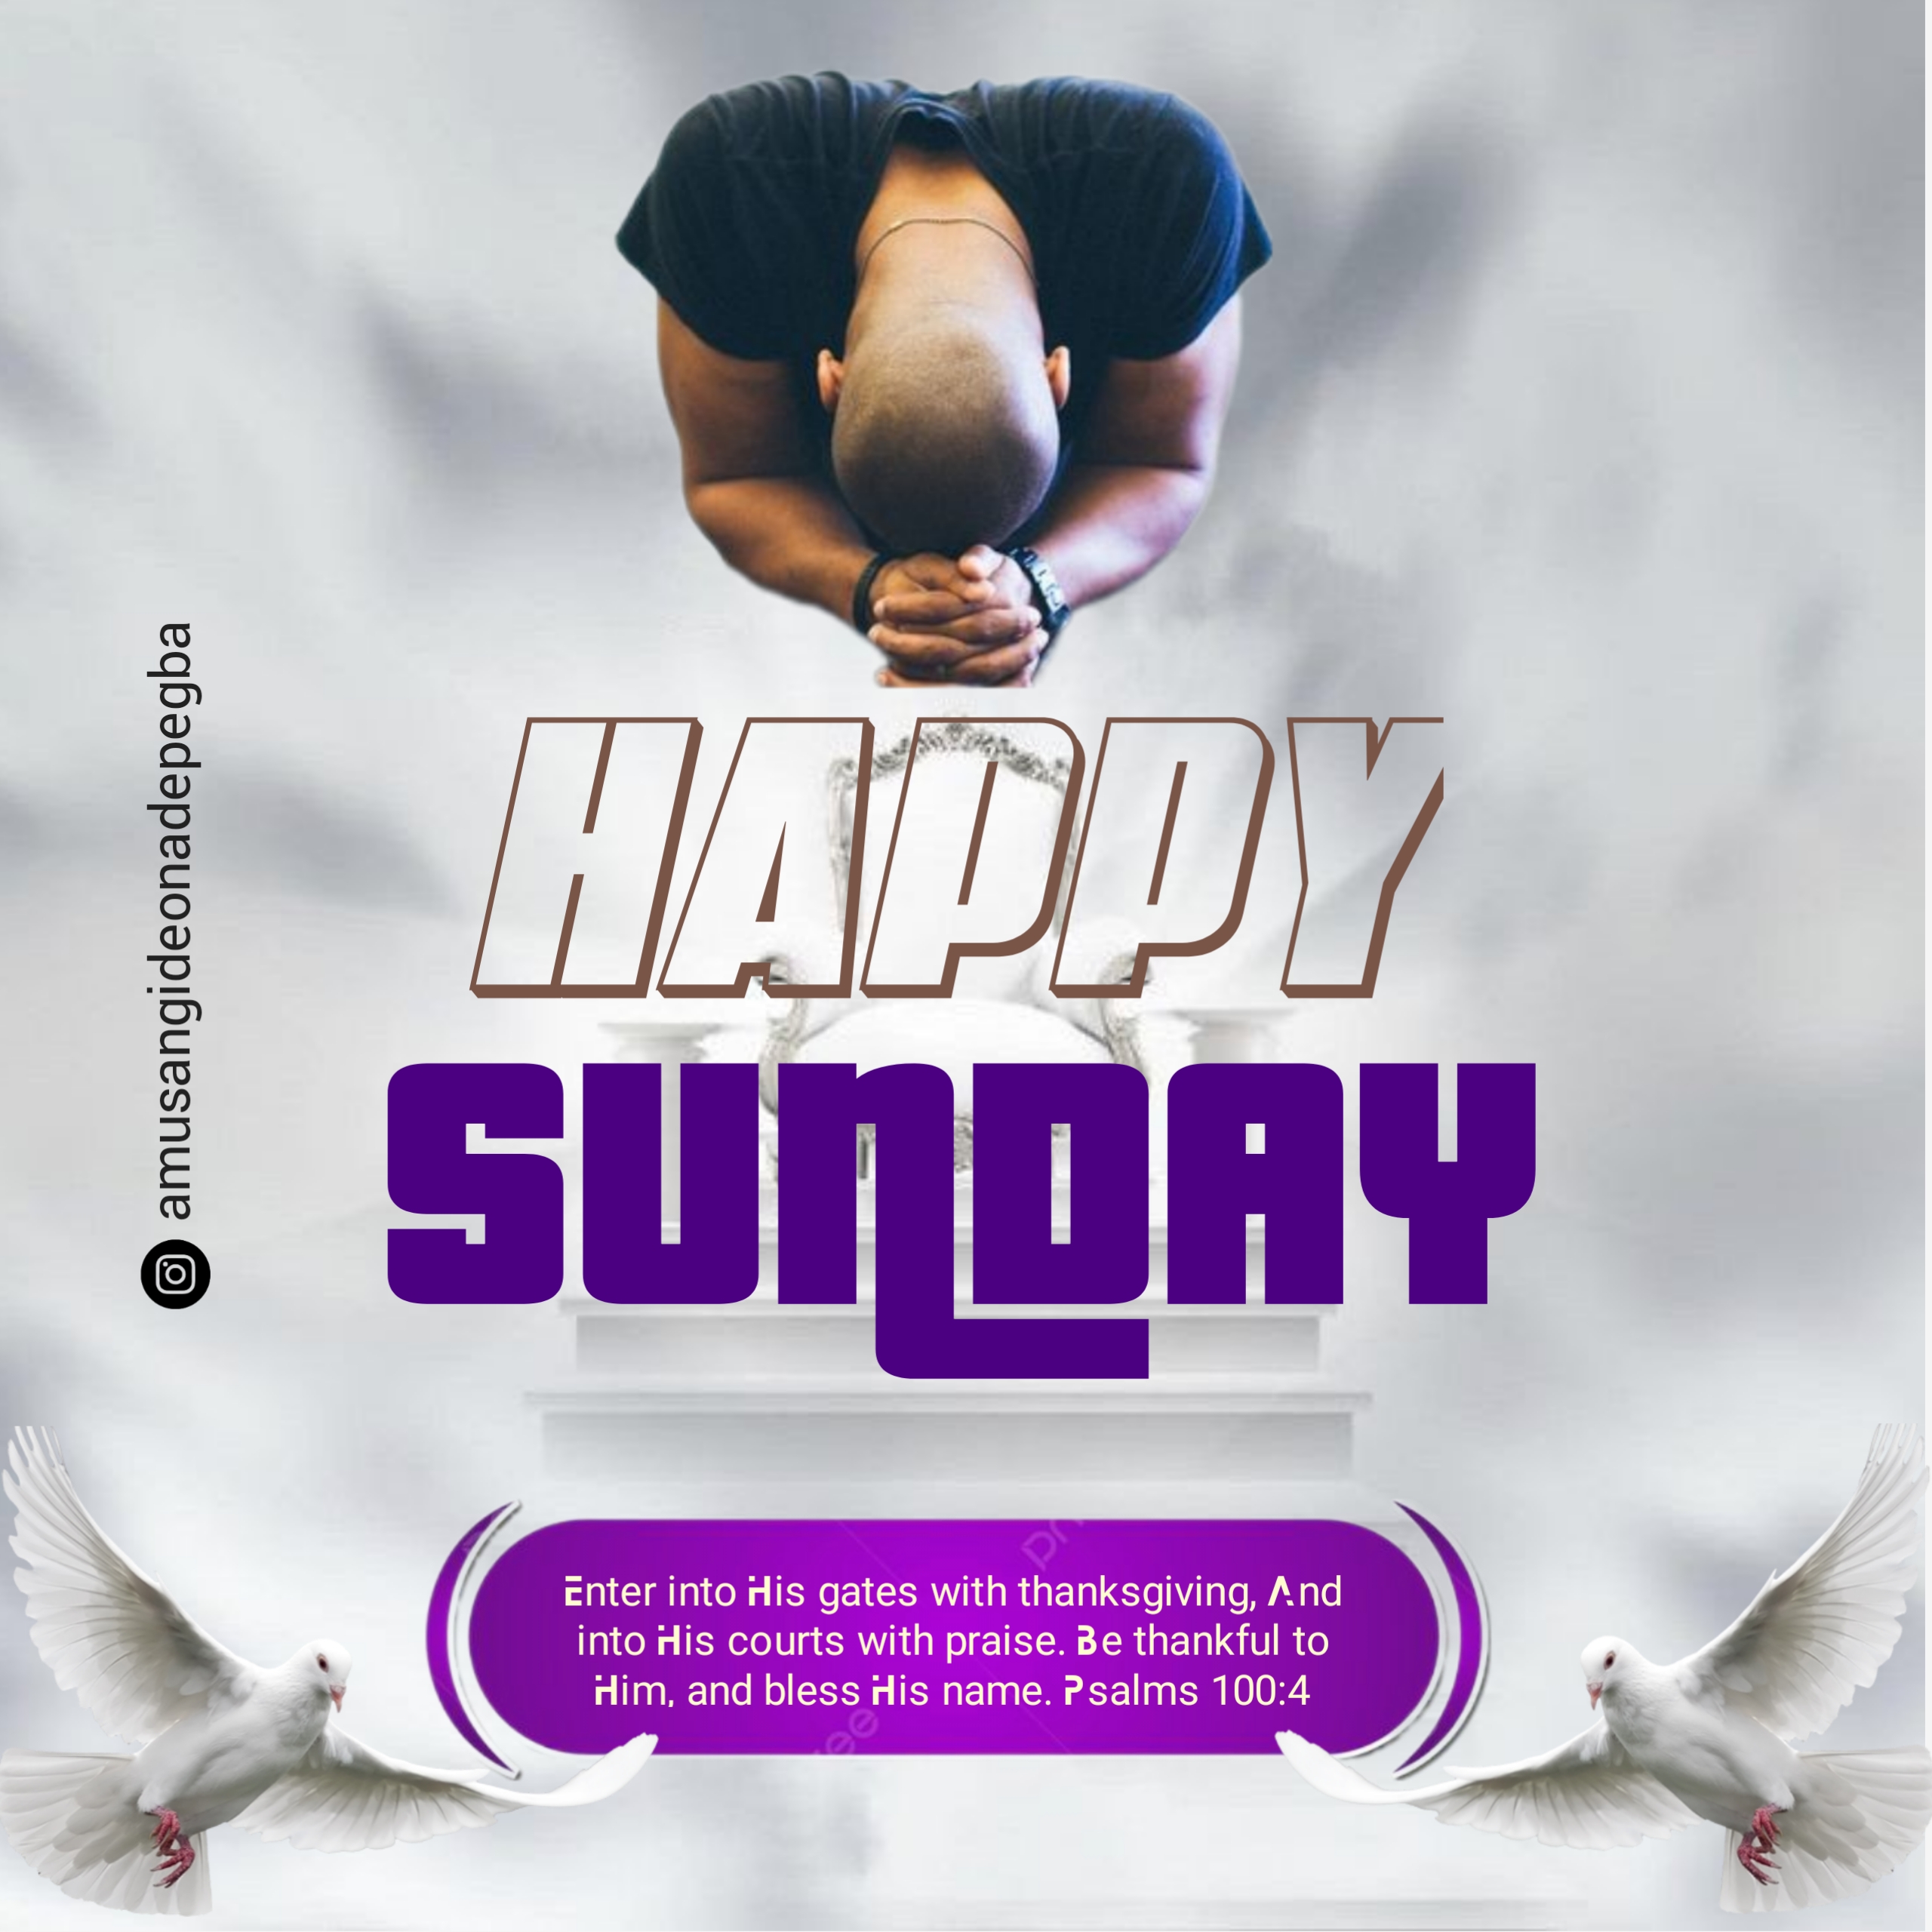 amusangideonadepegba
HAPPY
SUNDAY
Enter into His gates with thanksgiving, And
into His courts with praise. Be thankful to
Him, and bless His name. Psalms 100:4